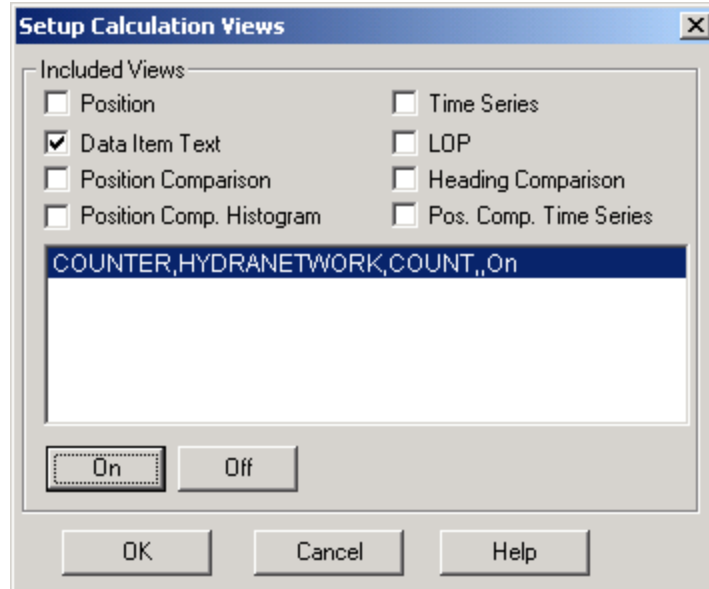 Setup Calculation Views
Included Views
Position
Time Series
Data Item Text
LOP
Position Comparison
Heading Comparison
Position Comp. Histogram
Pos. Comp. Time Series
COUNTER,HYDRANETWORK,COUNT,,On
On
Off
OK
Cancel
Help